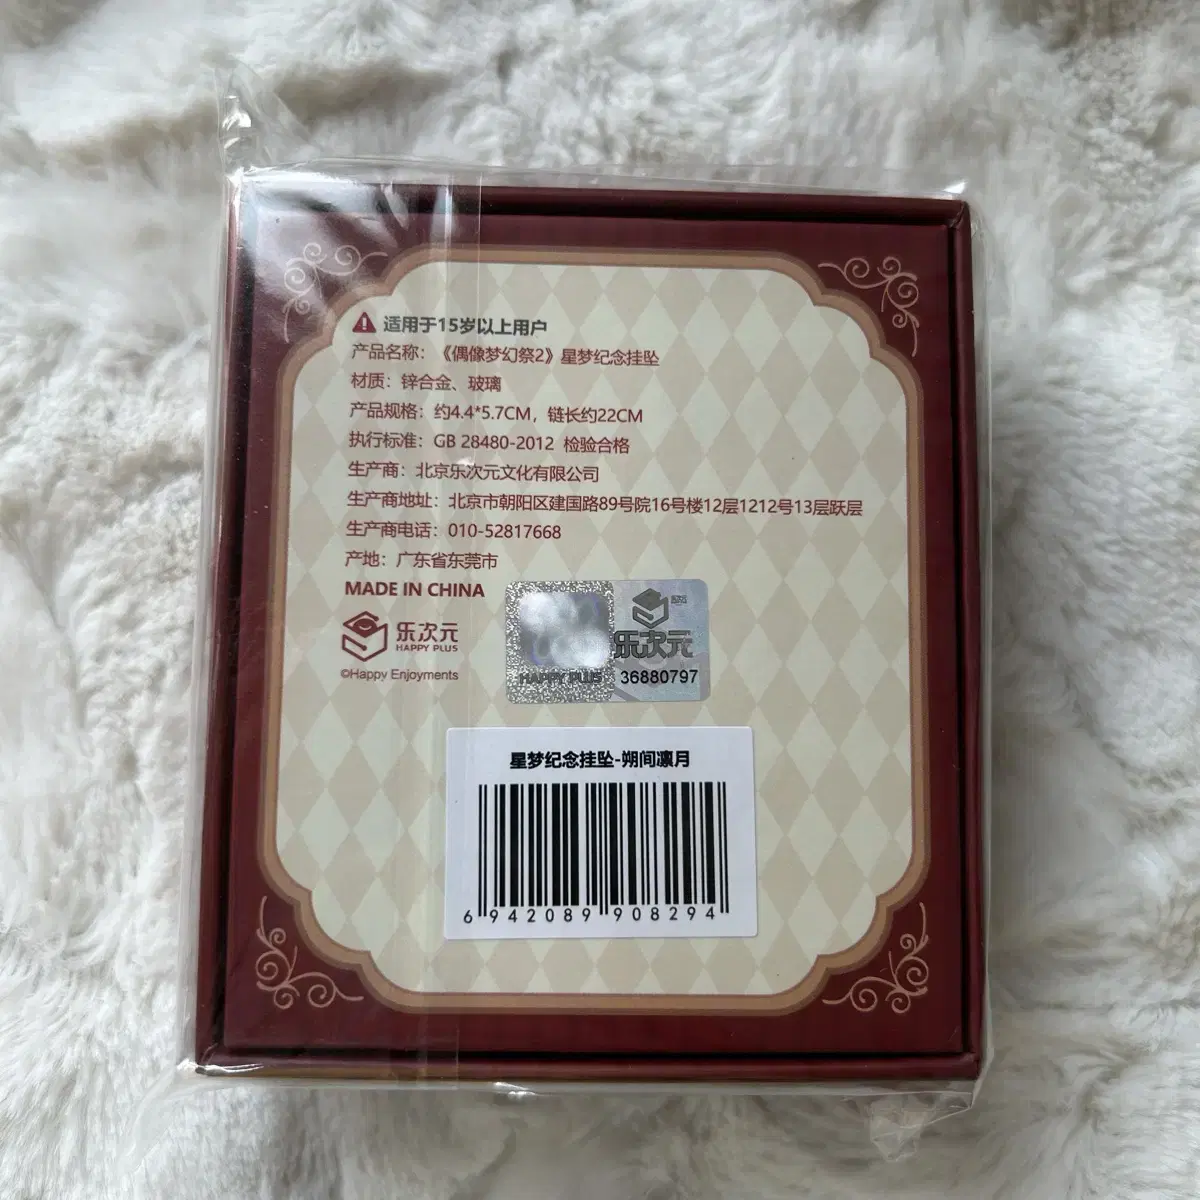 适用于15岁以上用户
产品名称：《偶像梦幻祭2》星梦纪念挂坠
材质：锌合金、玻璃
产品规格：约4.4*5.7CM，链长约22CM
执行标准：GB 28480-2012 检验合格
生产商：北京乐次元文化有限公司
生产商地址：北京市朝阳区建国路89号院16号楼12层1212号13层跃层
生产商电话：010-52817668
产地：广东省东莞市
MADE IN CHINA
乐次元
HAPPY PLUS
©Happy Enjoyments
HAPPY PLUS
乐次元
36880797
星梦纪念挂坠-朔间凛月
6 942089 908294